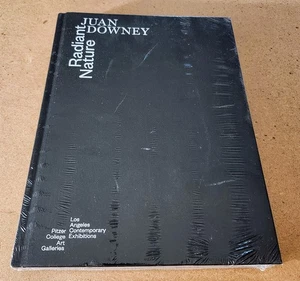 JUAN
DOWNEY
Radiant
Nature
Los
Angeles
Contemporary
Exhibitions
Pitzer
College
Art
Galleries